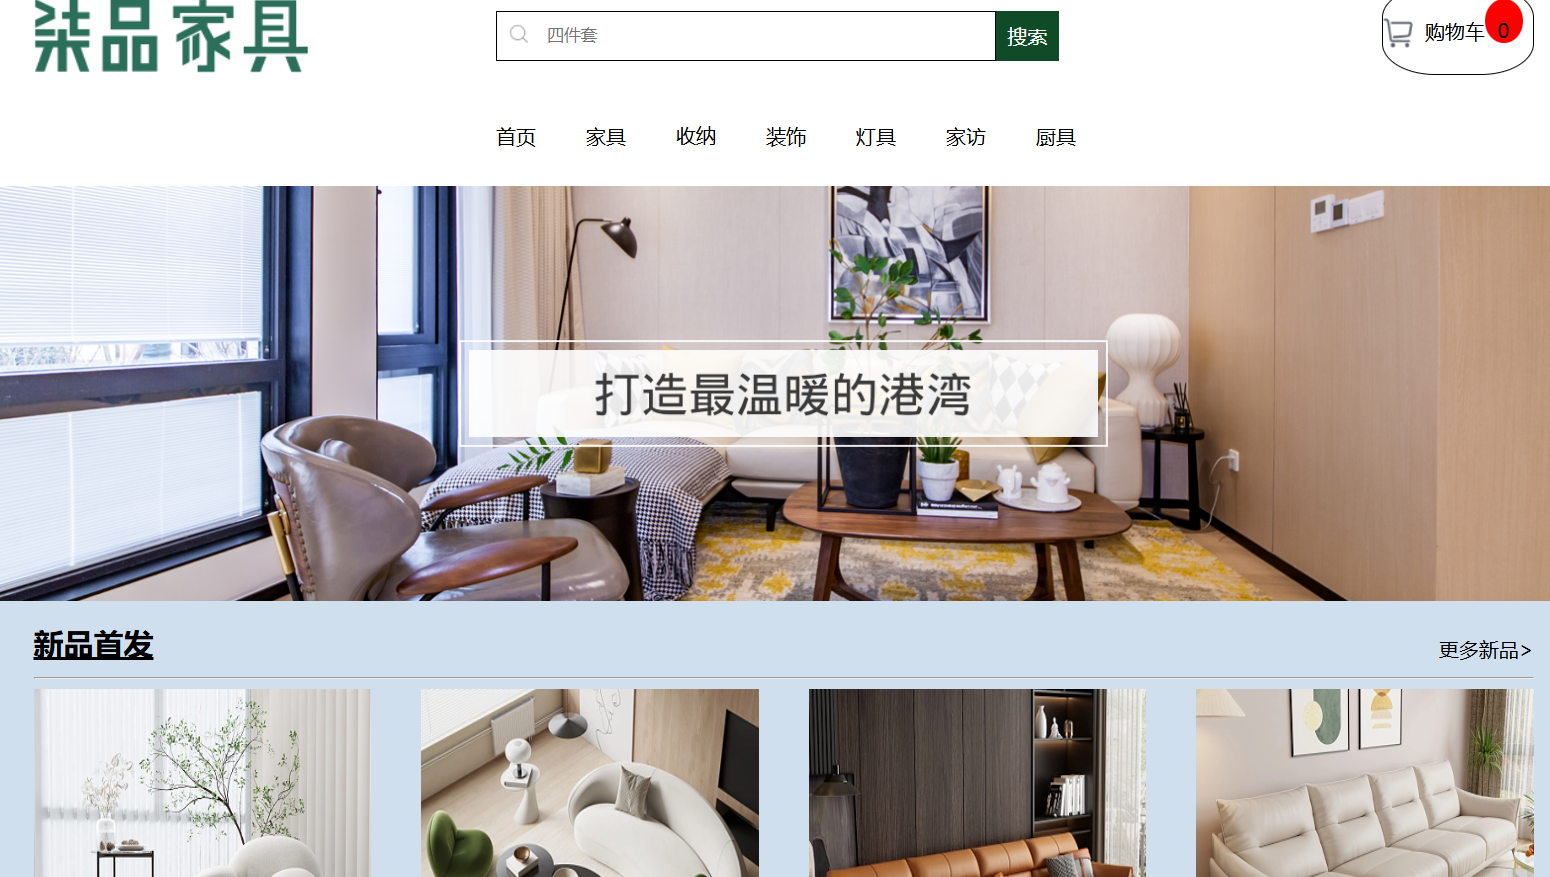 柒品家具
四件套
搜索
购物车 0
首页 家具 收纳 装饰 灯具 家访 厨具
打造最温暖的港湾
新品首发
更多新品>